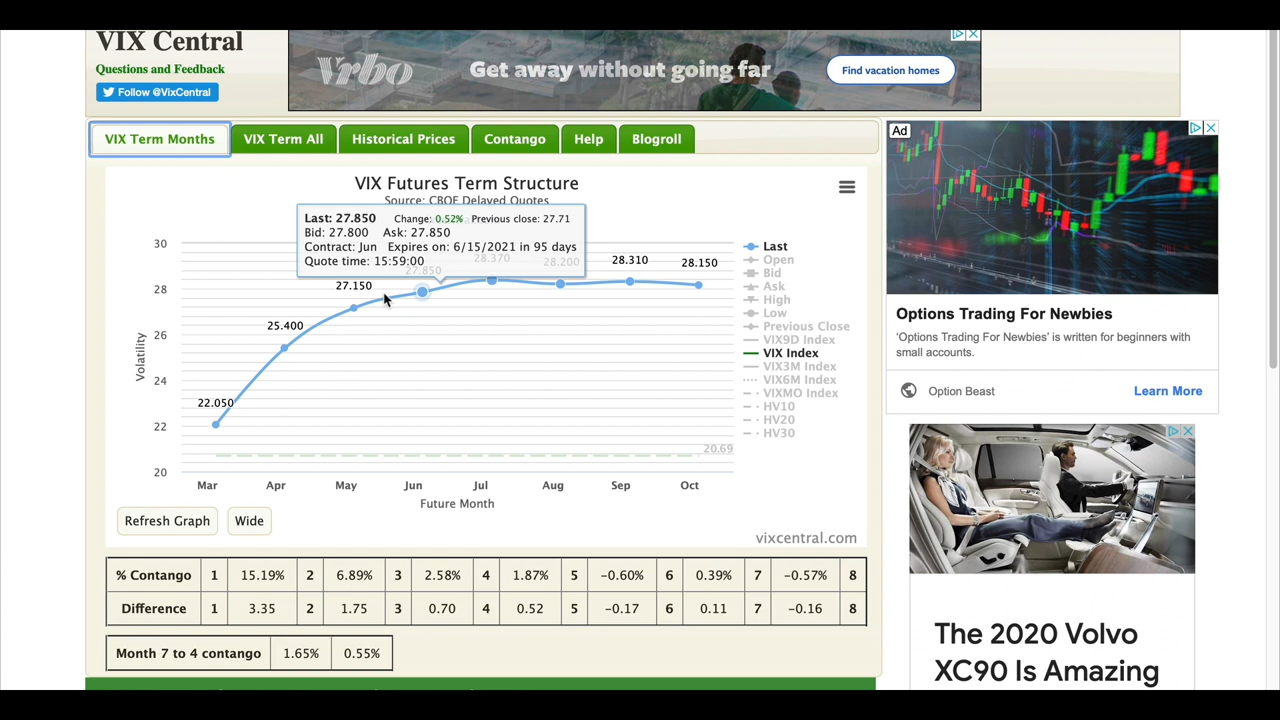 VIX Central
Questions and Feedback
Follow @VixCentral
Vrbo
Get away without going far
Find vacation homes
VIX Term Months
VIX Term All
Historical Prices
Contango
Help
Blogroll
VIX Futures Term Structure
Source: CBOE Delayed Quotes
Last: 27.850 Change: 0.52% Previous close: 27.71
Bid: 27.800 Ask: 27.850
Contract: Jun Expires on: 6/15/2021 in 95 days
Quote time: 15:59:00
Volatility
30
28
26
24
22
20
22.050
25.400
27.150
27.850
28.370
28.200
28.310
28.150
20.69
Mar Apr May Jun Jul Aug Sep Oct
Future Month
Last
Open
Bid
Ask
High
Low
Previous Close
VIX9D Index
VIX Index
VIX3M Index
VIX6M Index
VIXMO Index
HV10
HV20
HV30
Refresh Graph
Wide
vixcentral.com
% Contango 1 15.19% 2 6.89% 3 2.58% 4 1.87% 5 −0.60% 6 0.39% 7 −0.57% 8
Difference 1 3.35 2 1.75 3 0.70 4 0.52 5 −0.17 6 0.11 7 −0.16 8
Month 7 to 4 contango 1.65% 0.55%
Ad
Options Trading For Newbies
‘Options Trading For Newbies’ is written for beginners with
small accounts.
Option Beast
Learn More
The 2020 Volvo
XC90 Is Amazing